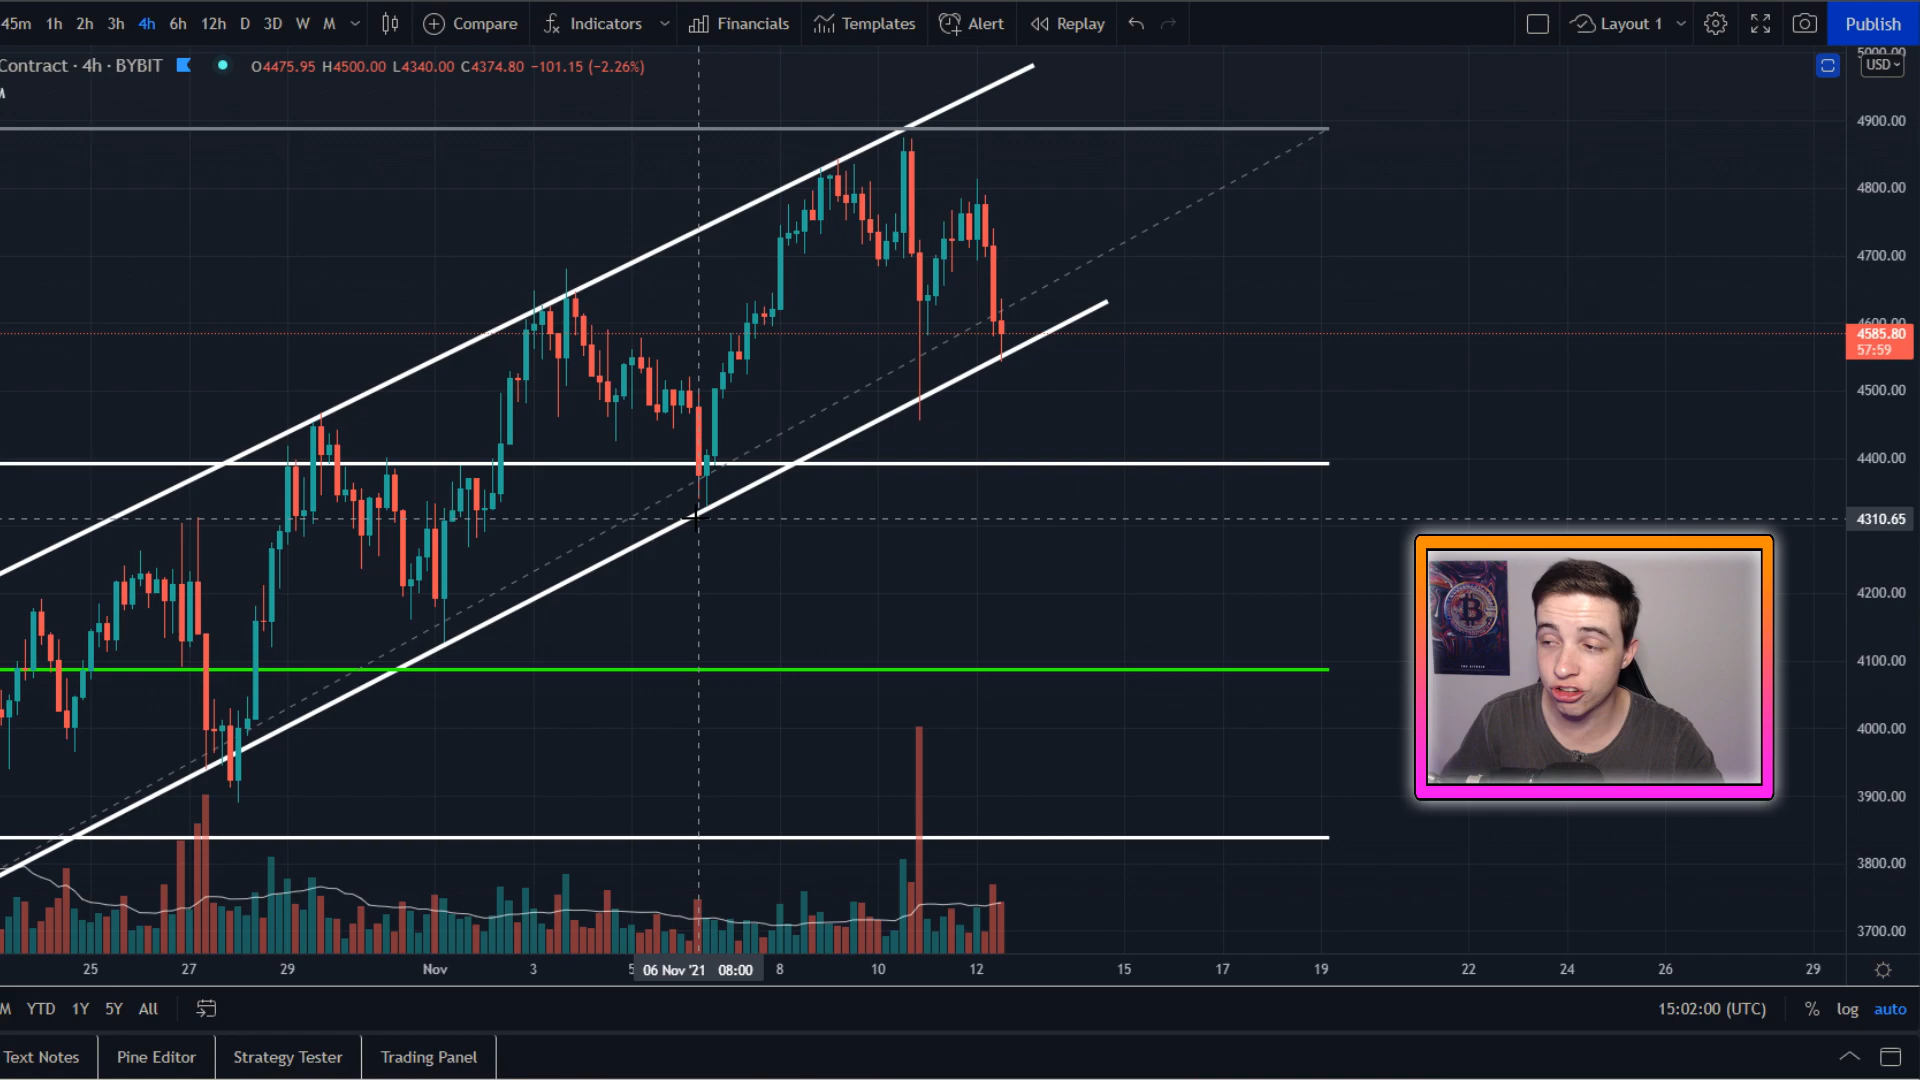 45m 1h 2h 3h 4h 6h 12h D 3D W M Compare Indicators Financials Templates Alert Replay Layout 1 Publish
Contract · 4h · BYBIT O4475.95 H4500.00 L4340.00 C4374.80 −101.15 (−2.26%)
USD
4900.00
4800.00
4700.00
4600.00
4585.80
57:59
4500.00
4400.00
4310.65
4200.00
4100.00
4000.00
3900.00
3800.00
3700.00
25 27 29 Nov 3 5 06 Nov '21 08:00 8 10 12 15 17 19 22 24 26 29
M YTD 1Y 5Y All 15:02:00 (UTC) % log auto
Text Notes Pine Editor Strategy Tester Trading Panel